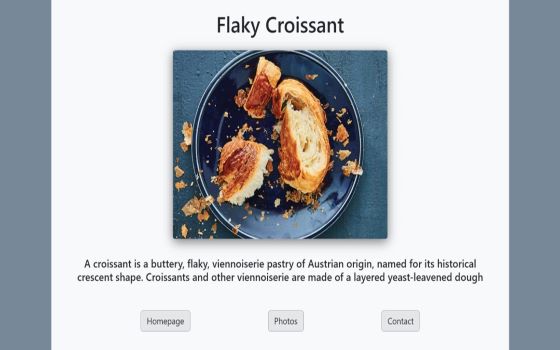 Flaky Croissant
A croissant is a buttery, flaky, viennoiserie pastry of Austrian origin, named for its historical
crescent shape. Croissants and other viennoiserie are made of a layered yeast-leavened dough
Homepage
Photos
Contact